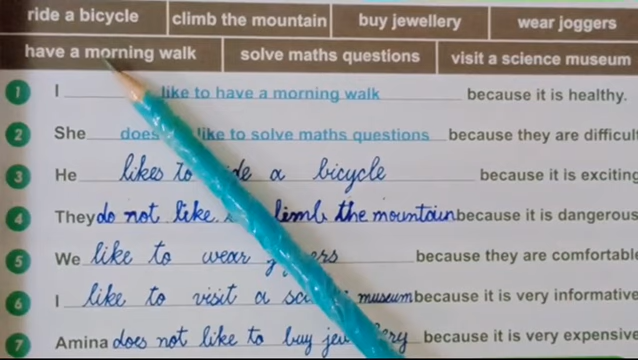 ride a bicycle climb the mountain buy jewellery wear joggers
have a morning walk solve maths questions visit a science museum
1 I like to have a morning walk because it is healthy.
2 She does like to solve maths questions because they are difficul
3 He likes to a bicycle because it is exciting
4 They do not like the mountain because it is dangerous
5 We like to wear because they are comfortable
6 I like to visit a museum because it is very informative
7 Amina does not like to buy because it is very expensive